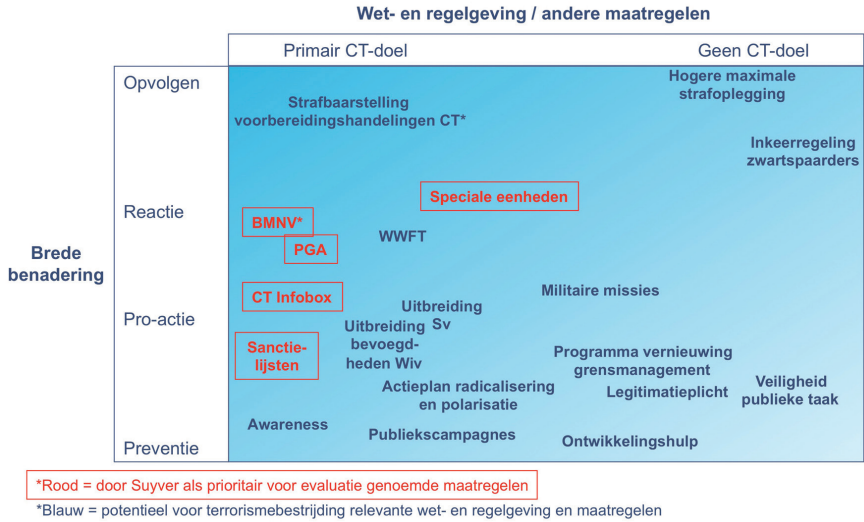 Wet- en regelgeving / andere maatregelen
Primair CT-doel
Geen CT-doel
Brede
benadering
Opvolgen
Reactie
Pro-actie
Preventie
Hogere maximale
strafoplegging
Strafbaarstelling
voorbereidingshandelingen CT*
Inkeerregeling
zwartspaarders
Speciale eenheden
BMNV*
WWFT
PGA
CT Infobox
Militaire missies
Uitbreiding
Sv
Uitbreiding
bevoegd-
heden Wiv
Sanctie-
lijsten
Programma vernieuwing
grensmanagement
Actieplan radicalisering
en polarisatie
Legitimatieplicht
Veiligheid
publieke taak
Awareness
Publiekscampagnes
Ontwikkelingshulp
*Rood = door Suyver als prioritair voor evaluatie genoemde maatregelen
*Blauw = potentieel voor terrorismebestrijding relevante wet- en regelgeving en maatregelen